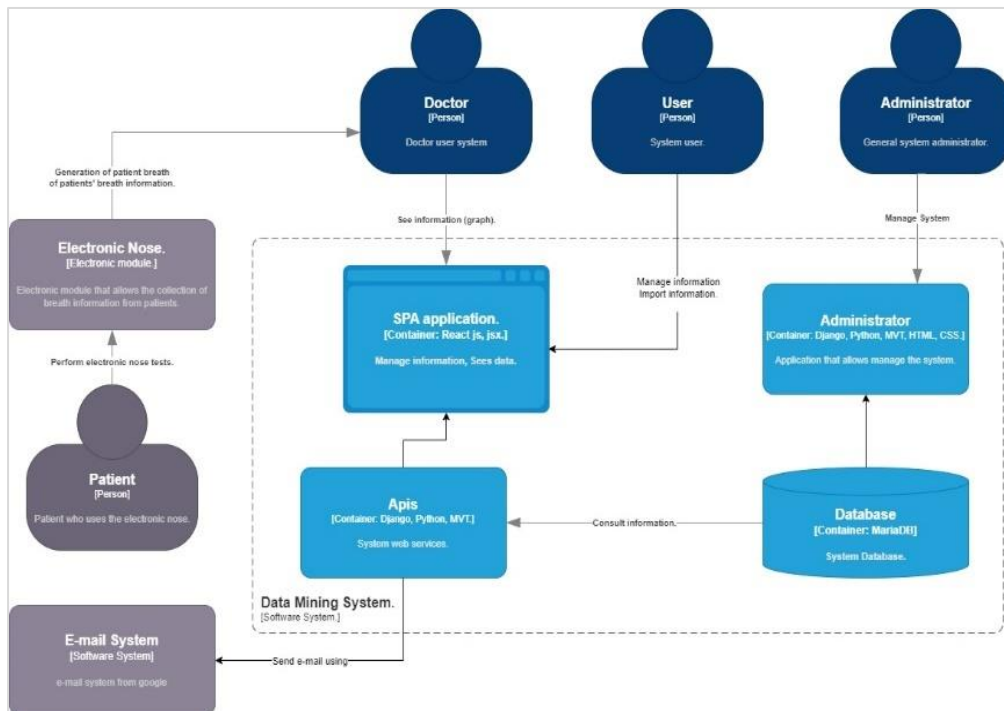 Doctor
[Person]
Doctor user system
User
[Person]
System user.
Administrator
[Person]
General system administrator.
Generation of patient breath
of patients' breath information.
See information (graph).
Manage System
Electronic Nose.
[Electronic module.]
Electronic module that allows the collection of
breath information from patients.
Manage information
Import information.
SPA application.
[Container: React js, jsx.]
Manage information, Sees data.
Administrator
[Container: Django, Python, MVT, HTML, CSS.]
Application that allows manage the system.
Perform electronic nose tests.
Patient
[Person]
Patient who uses the electronic nose.
Apis
[Container: Django, Python, MVT.]
System web services.
Consult information.
Database
[Container: MariaDB]
System Database.
Data Mining System.
[Software System.]
E-mail System
[Software System]
e-mail system from google
Send e-mail using